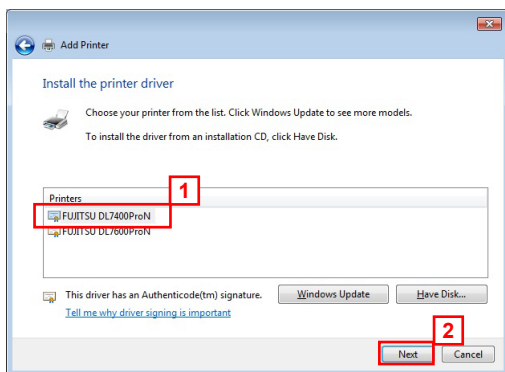 Add Printer
Install the printer driver
Choose your printer from the list. Click Windows Update to see more models.
To install the driver from an installation CD, click Have Disk.
Printers
1
FUJITSU DL7400ProN
FUJITSU DL7600ProN
This driver has an Authenticode(tm) signature.
Windows Update
Have Disk...
Tell me why driver signing is important
2
Next
Cancel